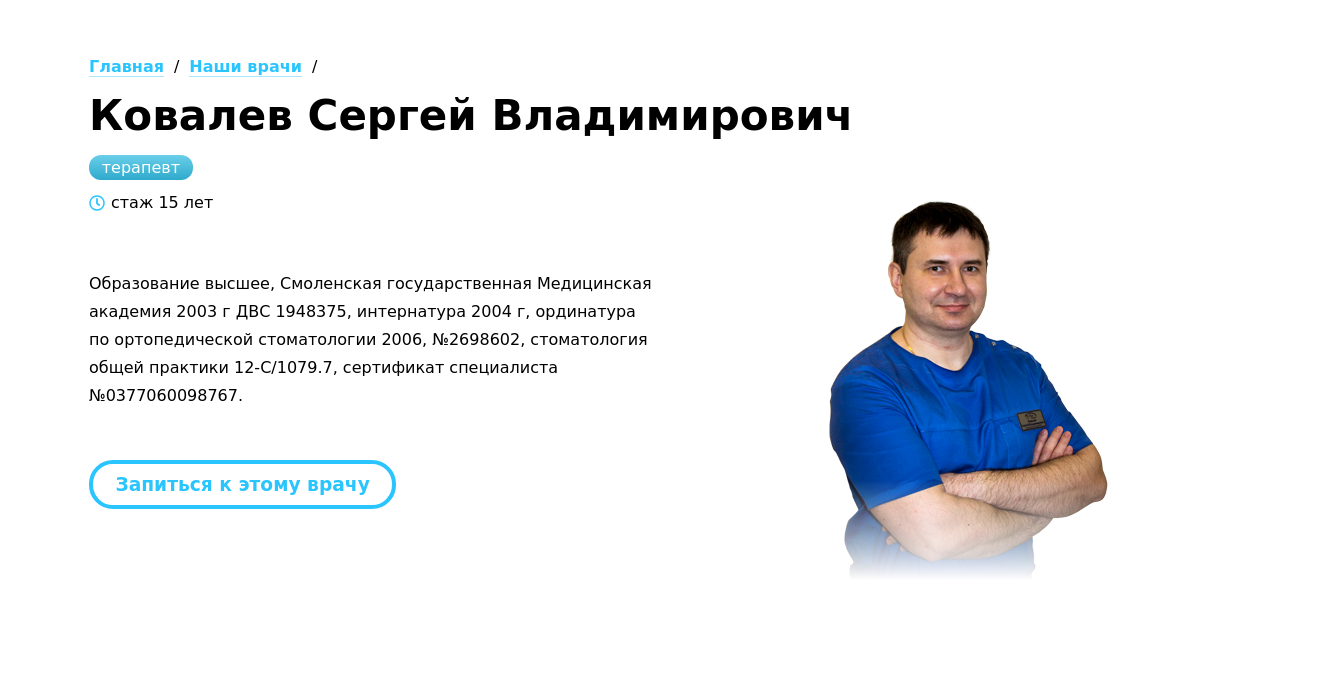 Главная / Наши врачи /
Ковалев Сергей Владимирович
терапевт
стаж 15 лет
Образование высшее, Смоленская государственная Медицинская
академия 2003 г ДВС 1948375, интернатура 2004 г, ординатура
по ортопедической стоматологии 2006, №2698602, стоматология
общей практики 12-С/1079.7, сертификат специалиста
№0377060098767.
Запиться к этому врачу